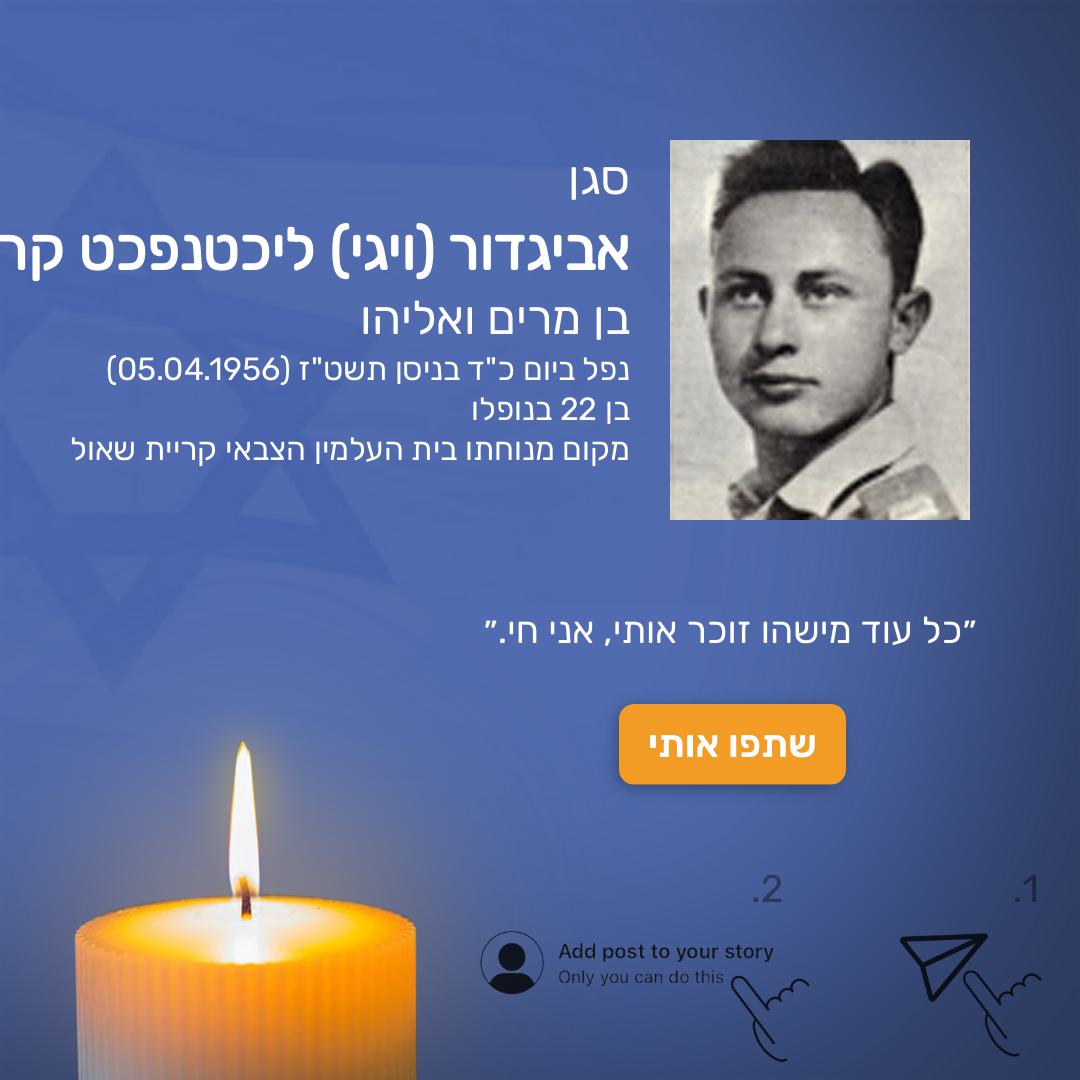 סגן
אביגדור (ויגי) ליכטנפכט קר
בן מרים ואליהו
נפל ביום כ"ד בניסן תשט"ז (05.04.1956)
בן 22 בנופלו
מקום מנוחתו בית העלמין הצבאי קריית שאול
״כל עוד מישהו זוכר אותי, אני חי.״
שתפו אותי
1.
2.
Add post to your story
Only you can do this